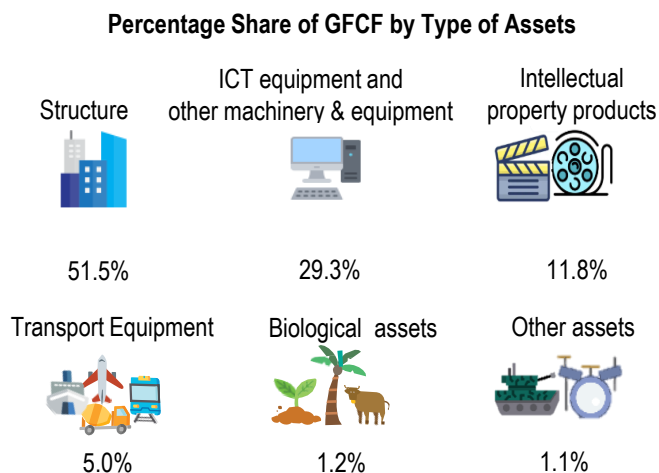 Percentage Share of GFCF by Type of Assets
Structure
ICT equipment and
other machinery & equipment
Intellectual
property products
51.5%
29.3%
11.8%
Transport Equipment
Biological assets
Other assets
5.0%
1.2%
1.1%